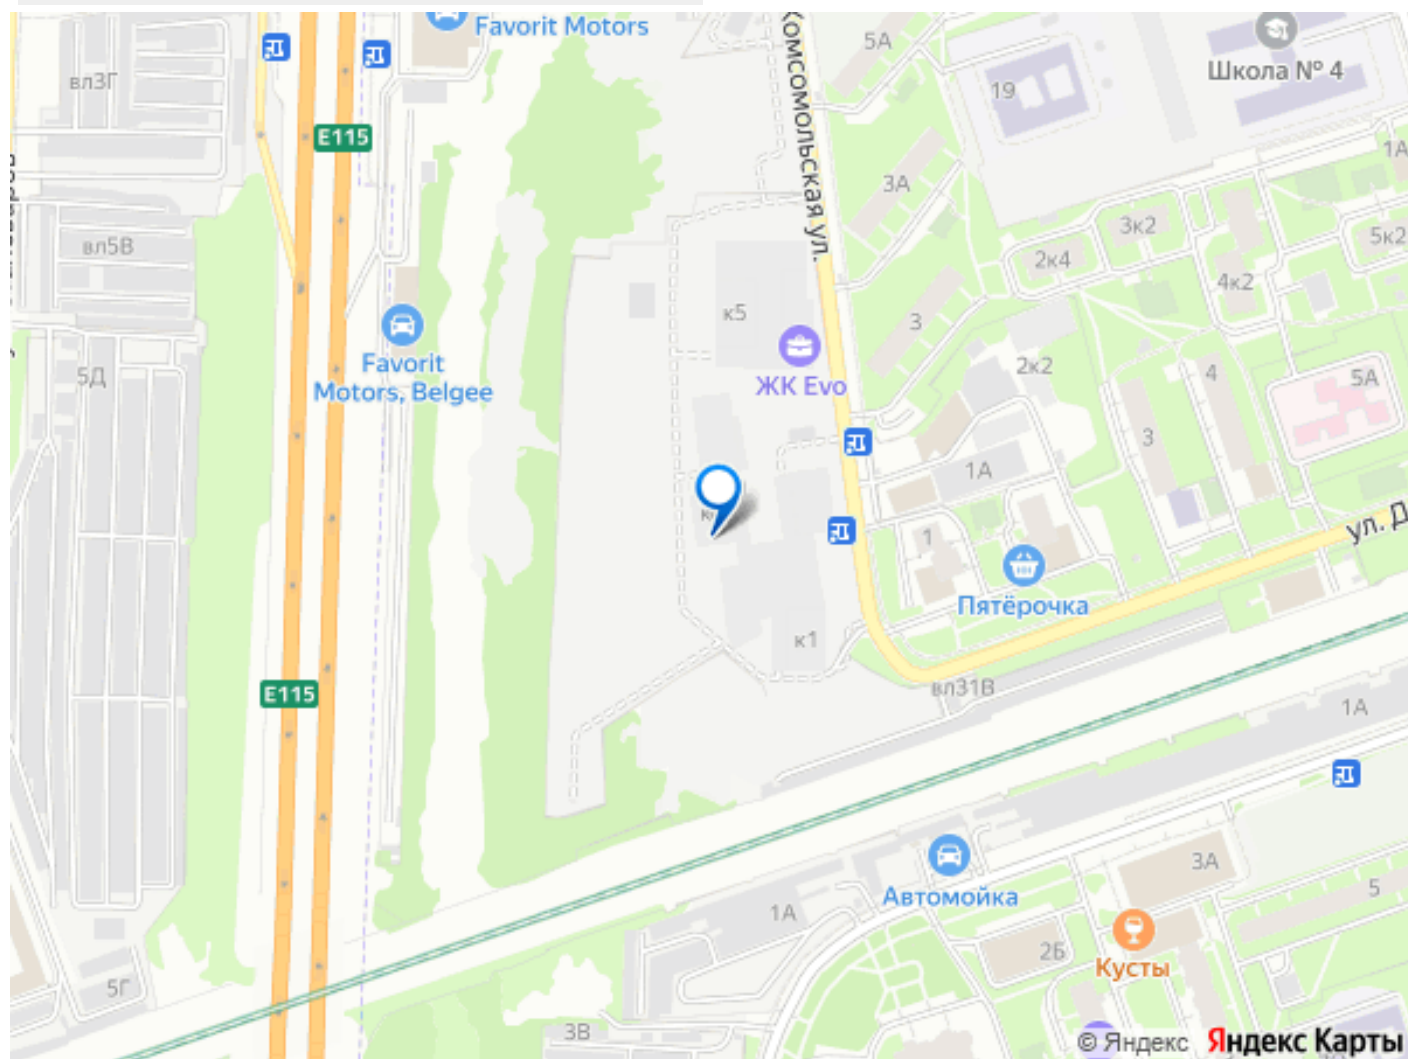 Favorit Motors
5А
Школа № 4
вл3Г
19
Е115
Комсомольская ул.
1А
3А
3к2
5к2
вл5В
2к4
4к2
к5
3
Favorit
Motors, Belgee
5Д
ЖК Evo
2к2
4
5А
3
1А
ул. Д
1
Пятёрочка
к1
Е115
вл31В
1А
3А
Автомойка
5
1А
2Б
Кусты
5Г
3В
© Яндекс Яндекс Карты